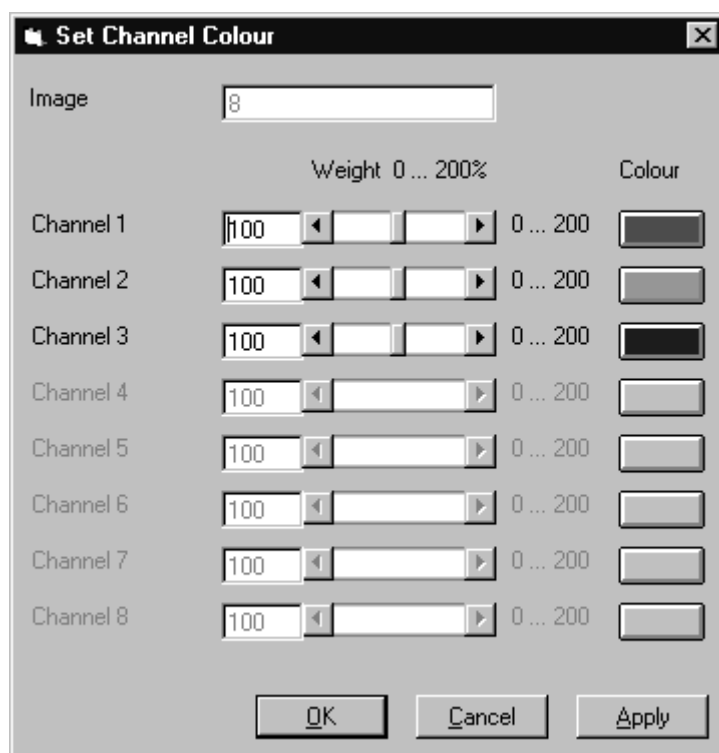 Set Channel Colour
Image 8
Weight 0 ... 200% Colour
Channel 1 100 0 ... 200
Channel 2 100 0 ... 200
Channel 3 100 0 ... 200
Channel 4 100 0 ... 200
Channel 5 100 0 ... 200
Channel 6 100 0 ... 200
Channel 7 100 0 ... 200
Channel 8 100 0 ... 200
OK Cancel Apply